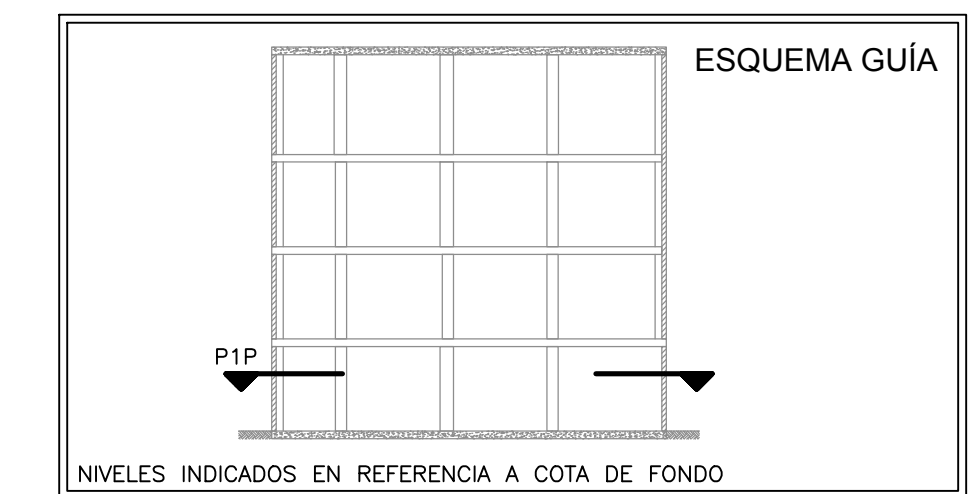 ESQUEMA GUÍA
P1P
NIVELES INDICADOS EN REFERENCIA A COTA DE FONDO